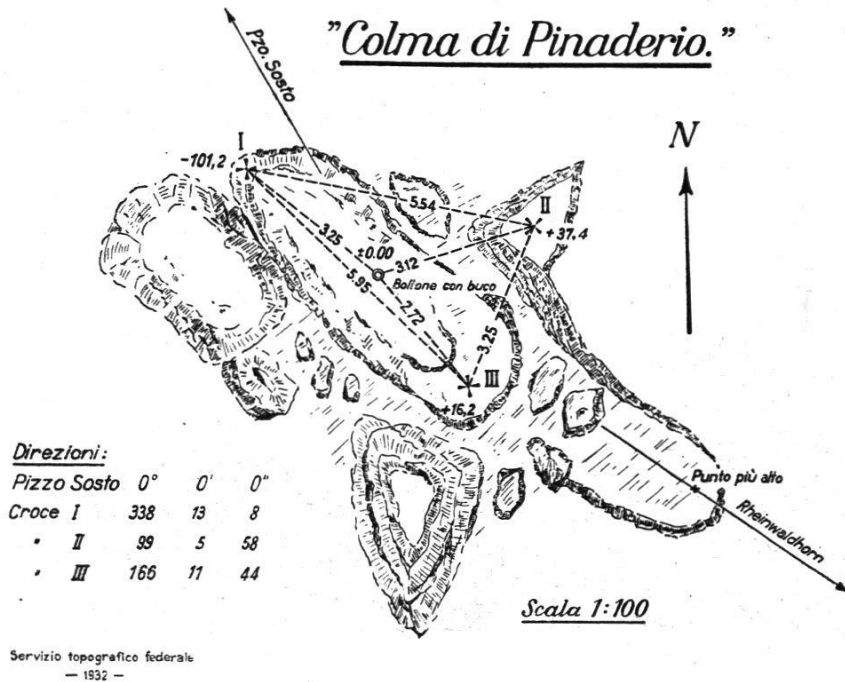 "Colma di Pinaderio."
Pzo. Sosto
N
I
-101,2
5.54
II
+37.4
3.25
±0.00
3.12
5.95
Bollone con buco
2.72
3.25
III
+16,2
Punto più alto
Rheinwaldhorn
Direzioni:
Pizzo Sosto 0° 0' 0"
Croce I 338 13 8
" II 99 5 58
" III 166 11 44
Scala 1:100
Servizio topografico federale
— 1932 —